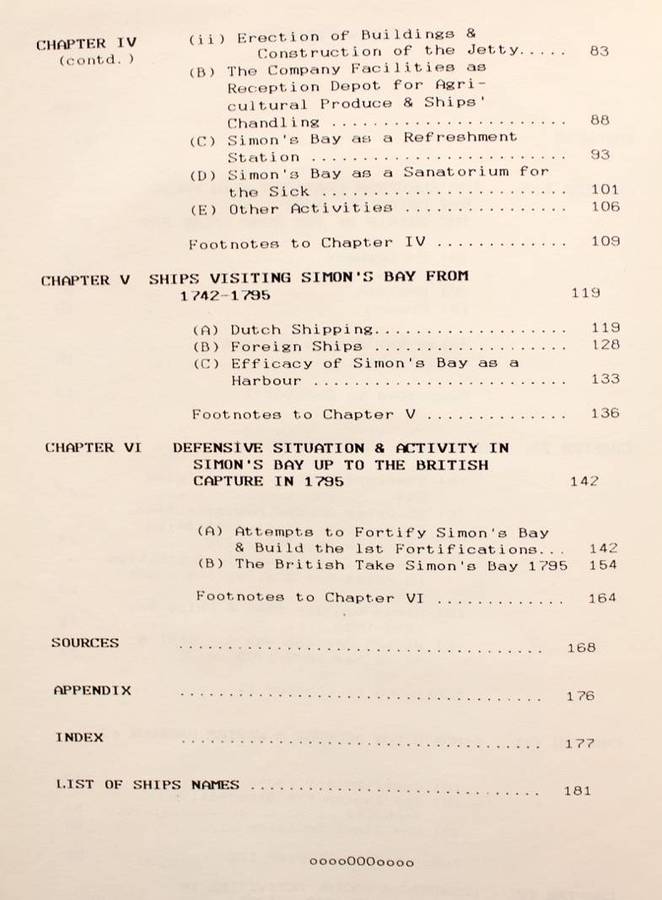 CHAPTER IV (ii) Erection of Buildings &
(contd. ) Construction of the Jetty..... 83
(B) The Company Facilities as
Reception Depot for Agri-
cultural Produce & Ships'
Chandling ........................ 88
(C) Simon's Bay as a Refreshment
Station .......................... 93
(D) Simon's Bay as a Sanatorium for
the Sick ......................... 101
(E) Other Activities ................ 106
Footnotes to Chapter IV ............. 109
CHAPTER V SHIPS VISITING SIMON'S BAY FROM
1742-1795 119
(A) Dutch Shipping................... 119
(B) Foreign Ships ................... 128
(C) Efficacy of Simon's Bay as a
Harbour .......................... 133
Footnotes to Chapter V .............. 136
CHAPTER VI DEFENSIVE SITUATION & ACTIVITY IN
SIMON'S BAY UP TO THE BRITISH
CAPTURE IN 1795 142
(A) Attempts to Fortify Simon's Bay
& Build the 1st Fortifications... 142
(B) The British Take Simon's Bay 1795 154
Footnotes to Chapter VI ............. 164
SOURCES ..................................... 168
APPENDIX ..................................... 176
INDEX ..................................... 177
LIST OF SHIPS NAMES .............................. 181
oooo000oooo